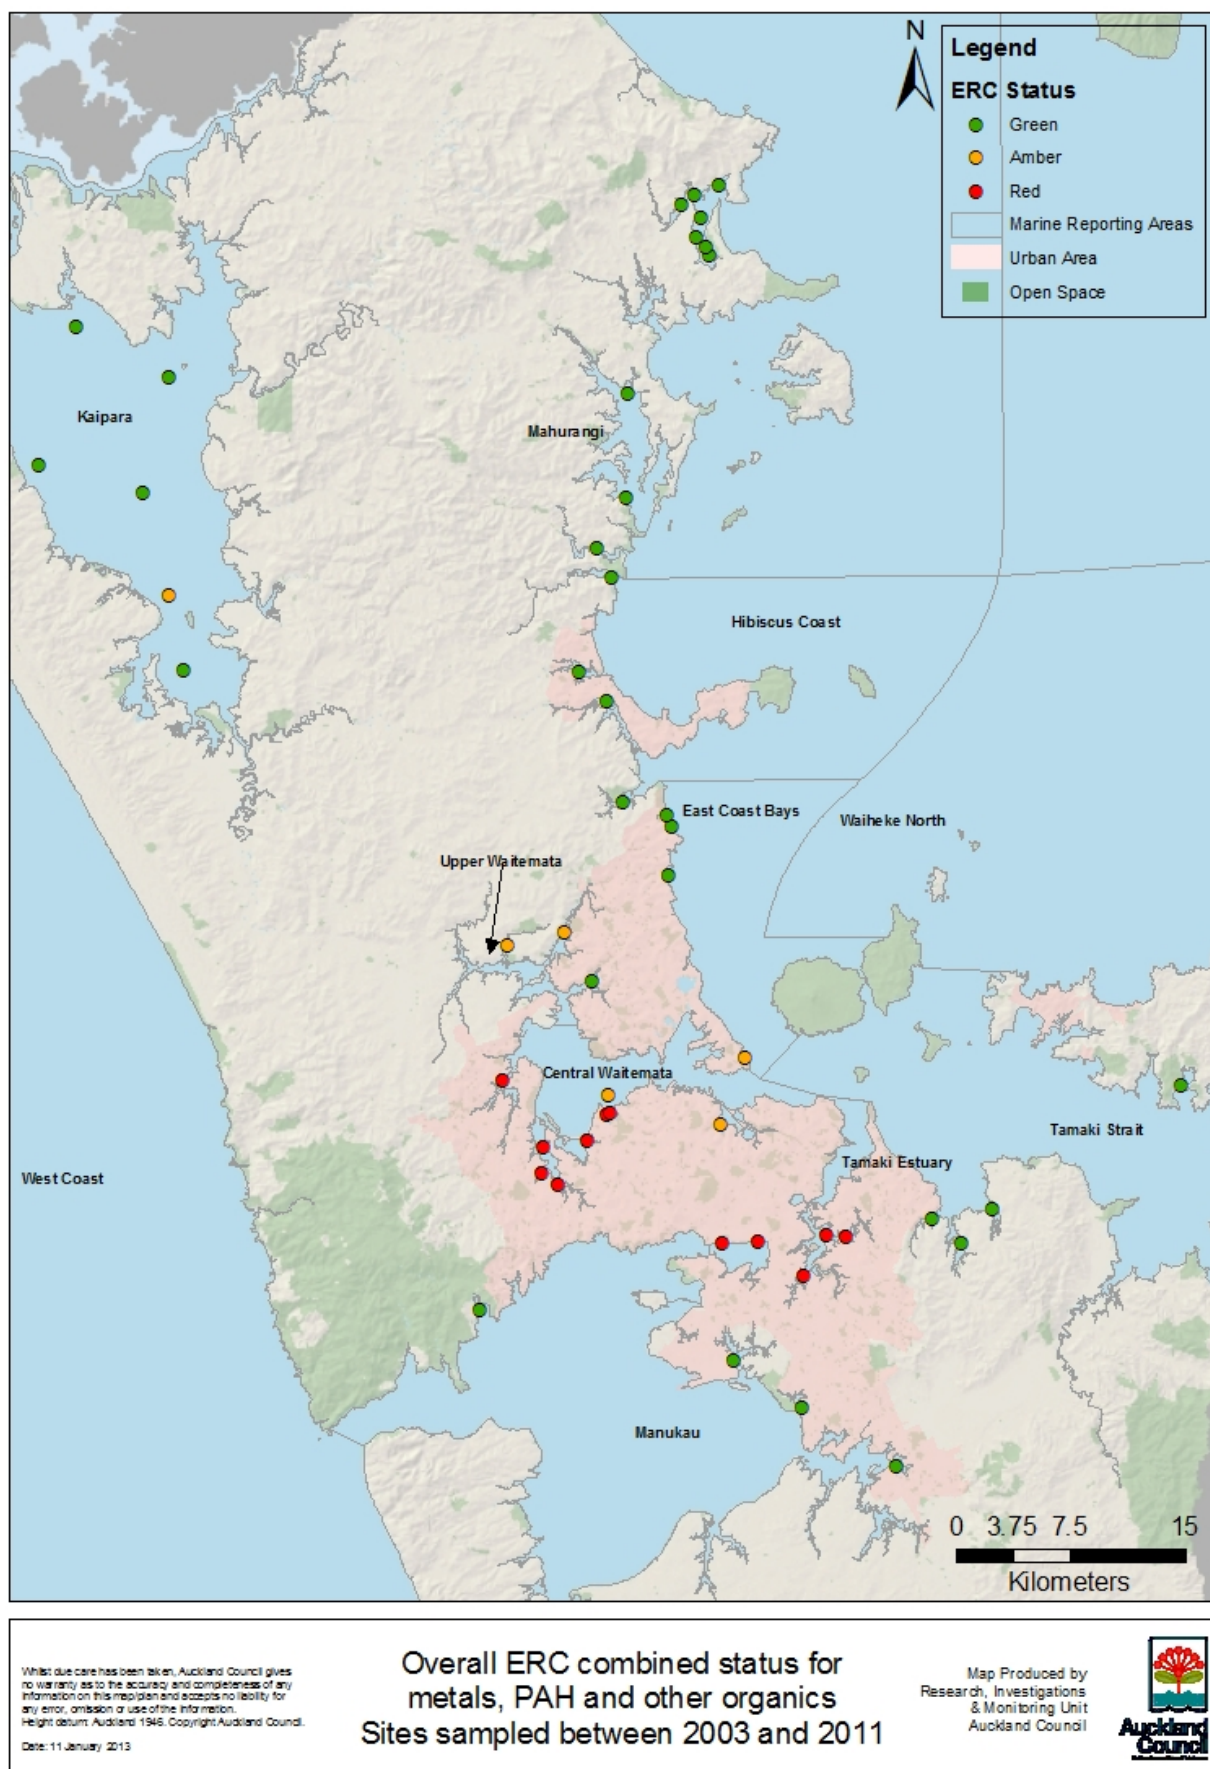 N
Legend
ERC Status
Green
Amber
Red
Marine Reporting Areas
Urban Area
Open Space
Kaipara
Mahurangi
Hibiscus Coast
East Coast Bays
Waiheke North
Upper Waitemata
Central Waitemata
Tamaki Strait
Tamaki Estuary
West Coast
Manukau
0 3.75 7.5 15
Kilometers
Whilst due care has been taken, Auckland Council gives
no warranty as to the accuracy and completeness of any
information on this map/plan and accepts no liability for
any error, omission or use of the information.
Height datum: Auckland 1946. Copyright Auckland Council.
Date: 11 January 2013
Overall ERC combined status for
metals, PAH and other organics
Sites sampled between 2003 and 2011
Map Produced by
Research, Investigations
& Monitoring Unit
Auckland Council
Auckland
Council